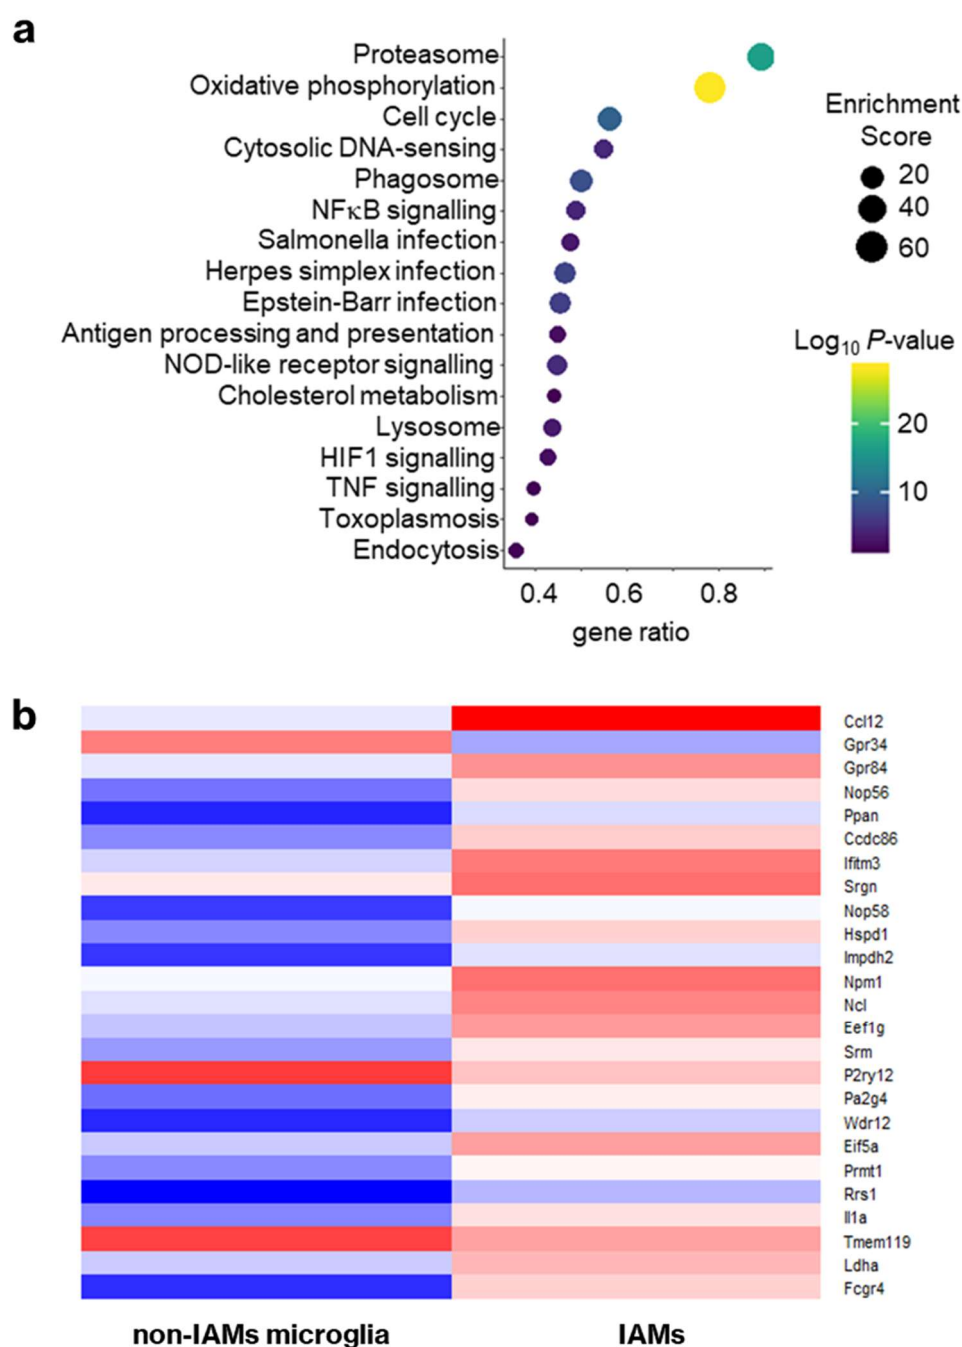 a
Proteasome
Oxidative phosphorylation
Cell cycle
Cytosolic DNA-sensing
Phagosome
NFκB signalling
Salmonella infection
Herpes simplex infection
Epstein-Barr infection
Antigen processing and presentation
NOD-like receptor signalling
Cholesterol metabolism
Lysosome
HIF1 signalling
TNF signalling
Toxoplasmosis
Endocytosis
0.4 0.6 0.8
gene ratio
Enrichment
Score
20
40
60
Log10 P-value
20
10
b
Ccl12
Gpr34
Gpr84
Nop56
Ppan
Ccdc86
Ifitm3
Srgn
Nop58
Hspd1
Impdh2
Npm1
Ncl
Eef1g
Srm
P2ry12
Pa2g4
Wdr12
Eif5a
Prmt1
Rrs1
Il1a
Tmem119
Ldha
Fcgr4
non-IAMs microglia IAMs